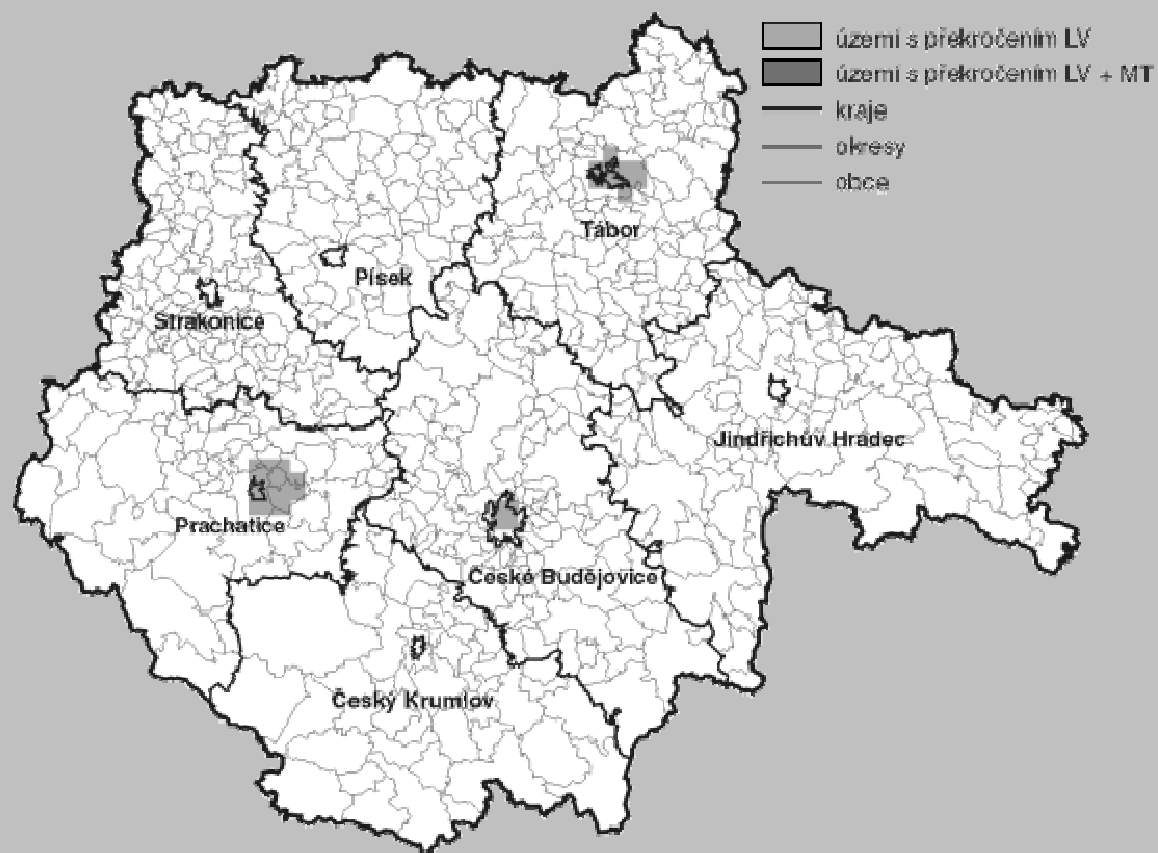 území s překročením LV
území s překročením LV + MT
kraje
okresy
obce
Tábor
Písek
Strakonice
Jindřichův Hradec
Prachatice
České Budějovice
Český Krumlov